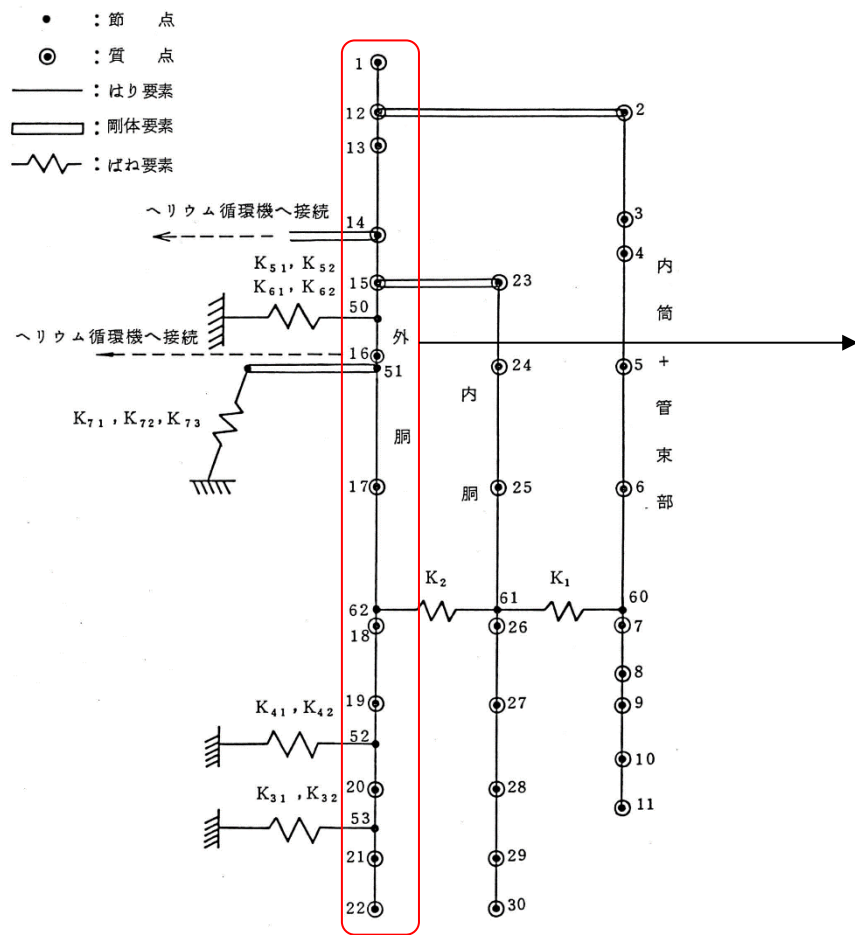 • : 節 点
◎ : 質 点
: はり要素
: 剛体要素
: ばね要素
1
12
2
13
3
ヘリウム循環機へ接続
14
4
K51, K52
K61, K62
15
23
50
ヘリウム循環機へ接続
16
51
24
5
K71, K72, K73
外胴
内胴
内筒+管束部
17
25
6
K2
K1
62
61
60
18
26
7
8
19
27
9
K41, K42
52
10
20
28
11
K31, K32
53
21
29
22
30